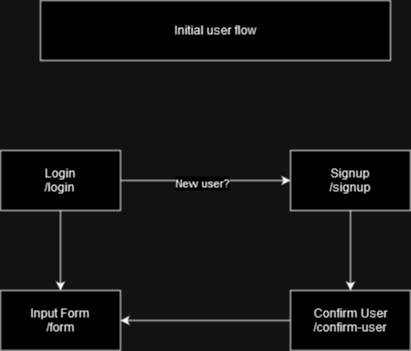 Initial user flow
Login
/login
New user?
Signup
/signup
Input Form
/form
Confirm User
/confirm-user